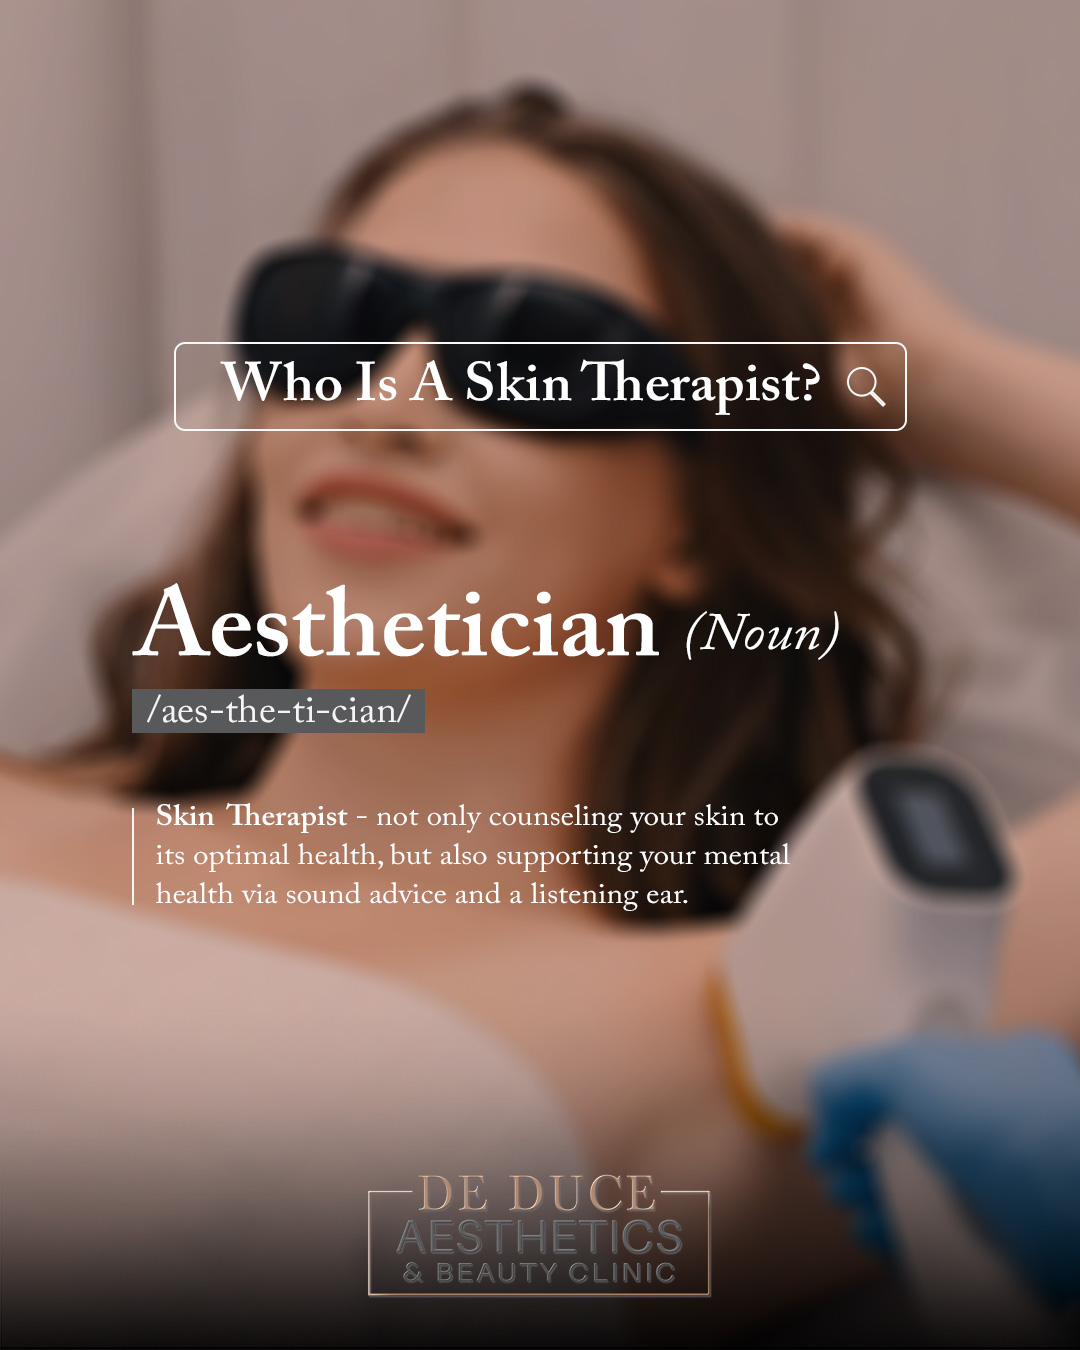 Who Is A Skin Therapist?
Aesthetician (Noun)
/aes-the-ti-cian/
Skin Therapist - not only counseling your skin to
its optimal health, but also supporting your mental
health via sound advice and a listening ear.
DE DUCE
AESTHETICS
& BEAUTY CLINIC